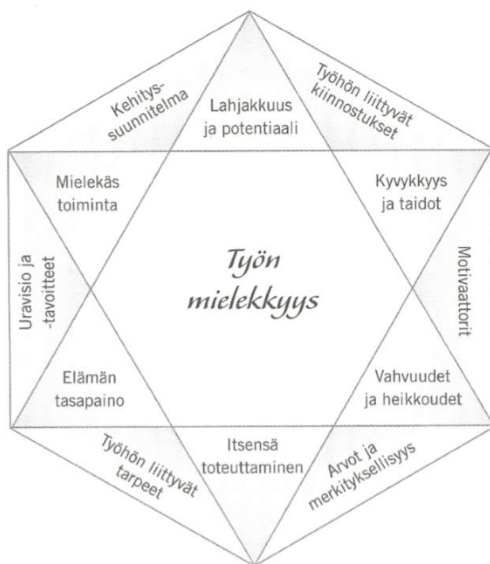 Kehitys-
suunnitelma
Lahjakkuus
ja potentiaali
Työhön liittyvät
kiinnostukset
Mielekäs
toiminta
Kyvykkyys
ja taidot
Uravisio ja
-tavoitteet
Työn
mielekkyys
Motivaattorit
Elämän
tasapaino
Vahvuudet
ja heikkoudet
Työhön liittyvät
tarpeet
Itsensä
toteuttaminen
Arvot ja
merkityksellisyys